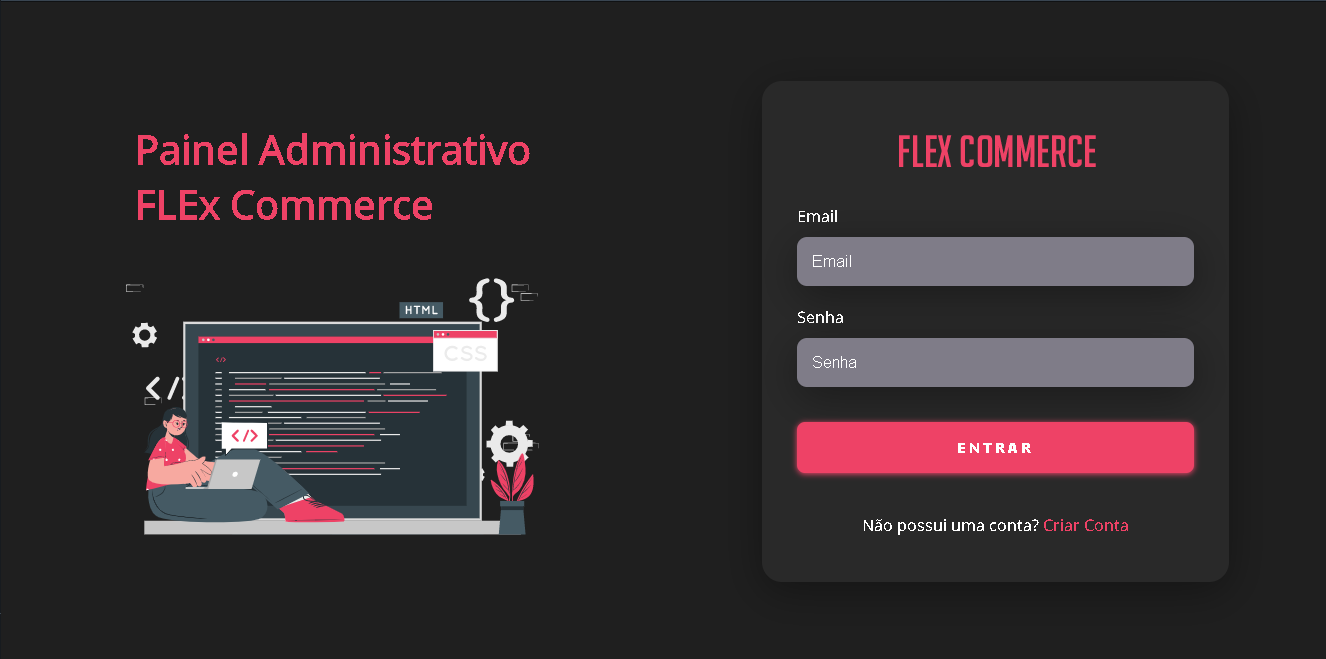 Painel Administrativo
FLEx Commerce
HTML
CSS
</>
</>
</>
{}
FLEX COMMERCE
Email
Email
Senha
Senha
ENTRAR
Não possui uma conta? Criar Conta